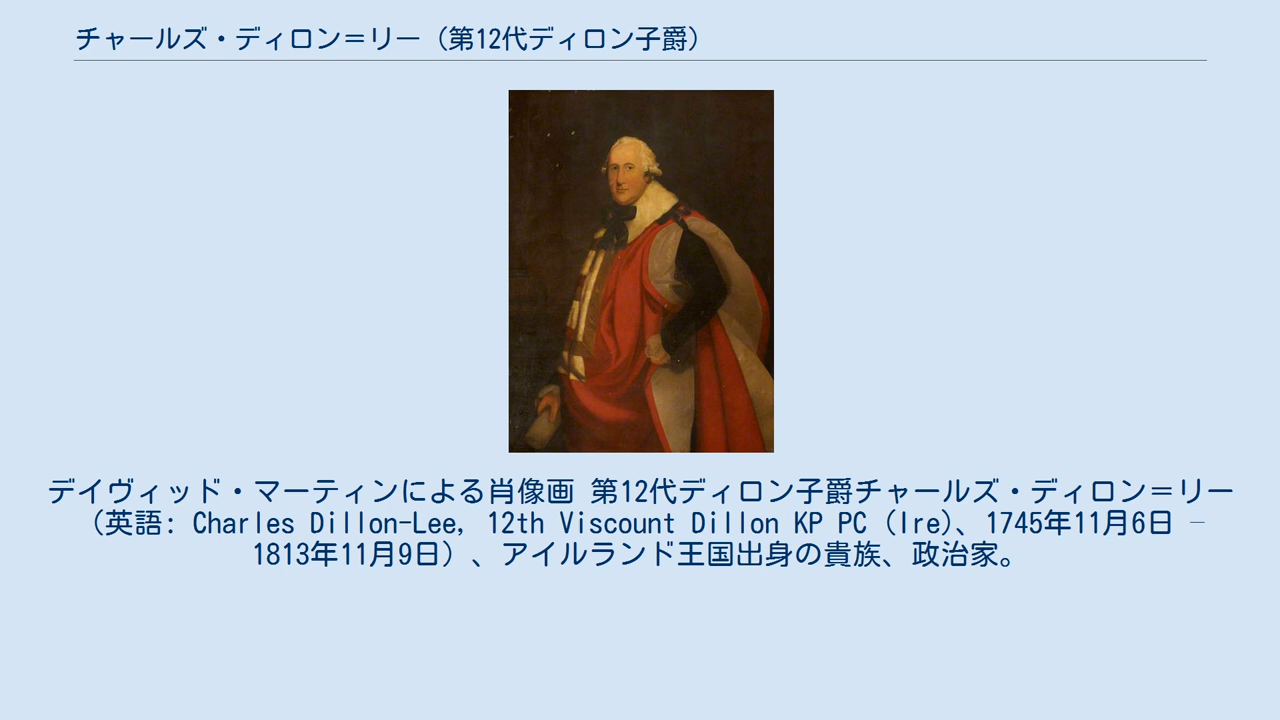 チャールズ・ディロン＝リー（第12代ディロン子爵）
デイヴィッド・マーティンによる肖像画 第12代ディロン子爵チャールズ・ディロン＝リー
（英語: Charles Dillon-Lee, 12th Viscount Dillon KP PC (Ire)、1745年11月6日 –
1813年11月9日）、アイルランド王国出身の貴族、政治家。